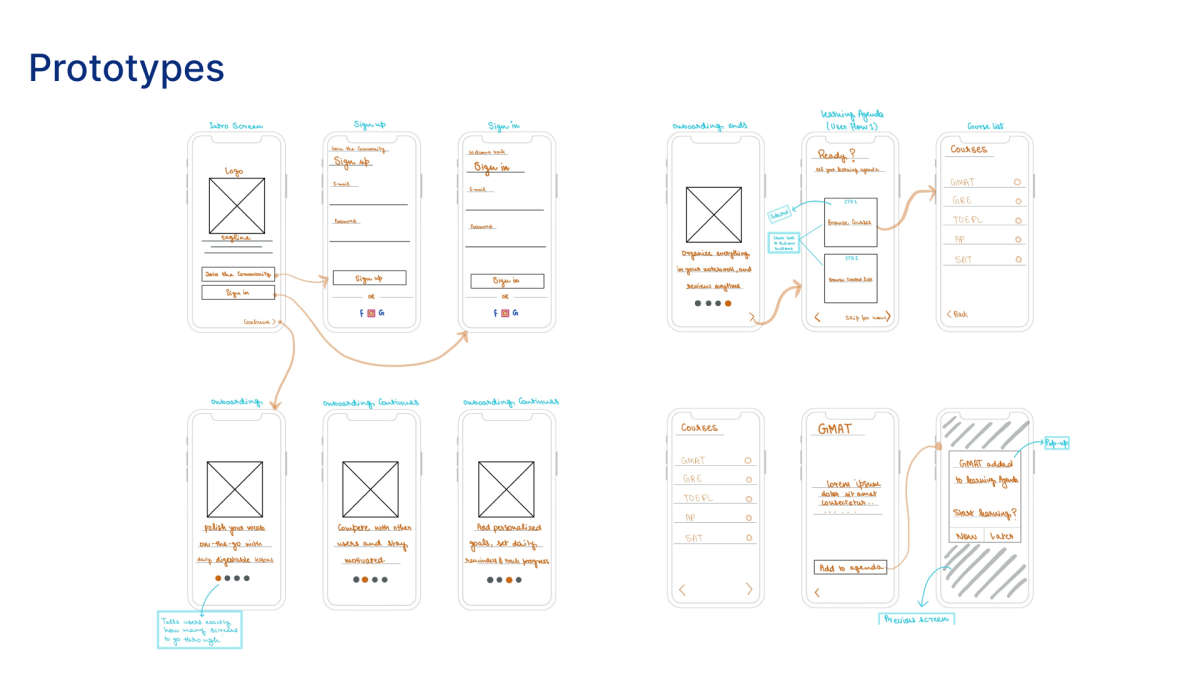 Prototypes
Intro Screen
Logo
tagline
Join the Community
Sign in
Continue >
Sign up
Join the Community
Sign up
E-mail
Password
Sign up
OR
f G
Sign in
Welcome back
Sign in
E-mail
Password
Sign in
OR
f G
onboarding ends
Organize everything
in your notebook, and
review anytime
>
Learning Agenda
(User flow 1)
Ready?
set your learning agenda
CTA 1
Browse Courses
CTA 2
< Skip for now >
Course list
Courses
GMAT
GRE
TOEFL
AP
SAT
< Back
onboarding
polish your vocab
on-the-go with
daily digestable lessons
Tells users exactly
how many screens
to go through
onboarding Continues
Compete with other
users and stay
motivated
onboarding Continues
Add personalized
goals, set daily
reminders & track progress
Courses
GMAT
GRE
TOEFL
AP
SAT
< >
GMAT
lorem ipsum
dolor sit amet
consectetur..
Add to agenda
<
GMAT added
to learning Agenda
Start learning?
Now Later
Pop-up
Previous screen